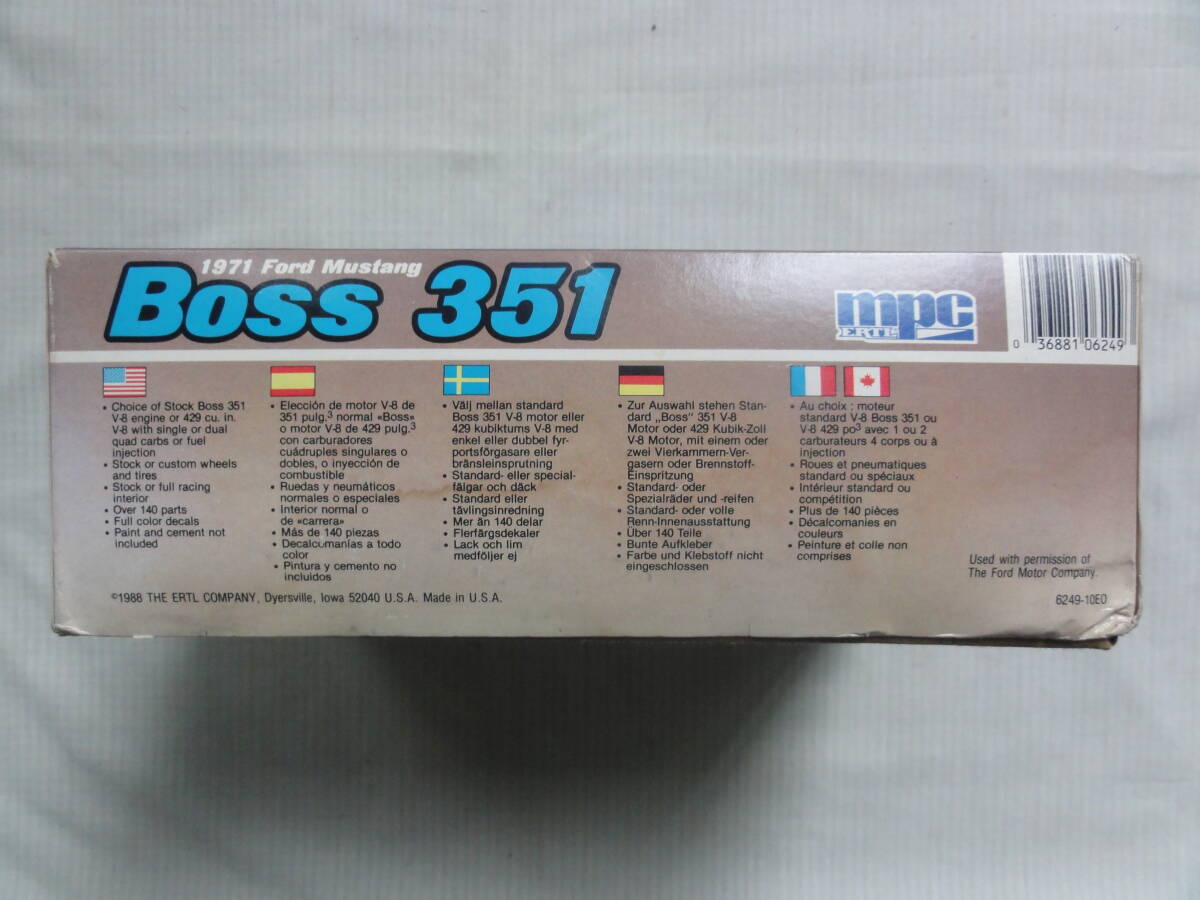 1971 Ford Mustang
Boss 351
mpc
ERTL
0 36881 06249
• Choice of Stock Boss 351
V-8 engine or 429 cu. in.
V-8 with single or dual
quad carbs or fuel
injection
• Stock or custom wheels
and tires
• Stock or full racing
interior
• Over 140 parts
• Full color decals
• Paint and cement not
included
• Elección de motor V-8 de
351 pulg.³ normal «Boss»
o motor V-8 de 429 pulg.³
con carburadores
cuádruples singulares o
dobles, o inyección de
combustible
• Ruedas y neumáticos
normales o especiales
• Interior normal o
de «carrera»
• Más de 140 piezas
• Decalcomanías a todo
color
• Pintura y cemento no
incluidos
• Välj mellan standard
Boss 351 V-8 motor eller
429 kubiktums V-8 med
enkel eller dubbel fyr-
portsförgasare eller
bränsleinsprutning
• Standard- eller special-
fälgar och däck
• Standard eller
tävlingsinredning
• Mer än 140 delar
• Flerfärgsdekaler
• Lack och lim
medföljer ej
• Zur Auswahl stehen Stan-
dard „Boss" 351 V-8
Motor oder 429 Kubik-Zoll
V-8 Motor, mit einem oder
zwei Vierkammern-Ver-
gasern oder Brennstoff-
Einspritzung
• Standard- oder
Spezialräder und -reifen
• Standard- oder volle
Renn-Innenausstattung
• Über 140 Teile
• Bunte Aufkleber
• Farbe und Klebstoff nicht
eingeschlossen
• Au choix : moteur
standard V-8 Boss 351 ou
V-8 429 po³ avec 1 ou 2
carburateurs 4 corps ou à
injection
• Roues et pneumatiques
standard ou spéciaux
• Intérieur standard ou
compétition
• Plus de 140 pièces
• Décalcomanies en
couleurs
• Peinture et colle non
comprises
Used with permission of
The Ford Motor Company.
©1988 THE ERTL COMPANY, Dyersville, Iowa 52040 U.S.A. Made in U.S.A.
6249-10EO